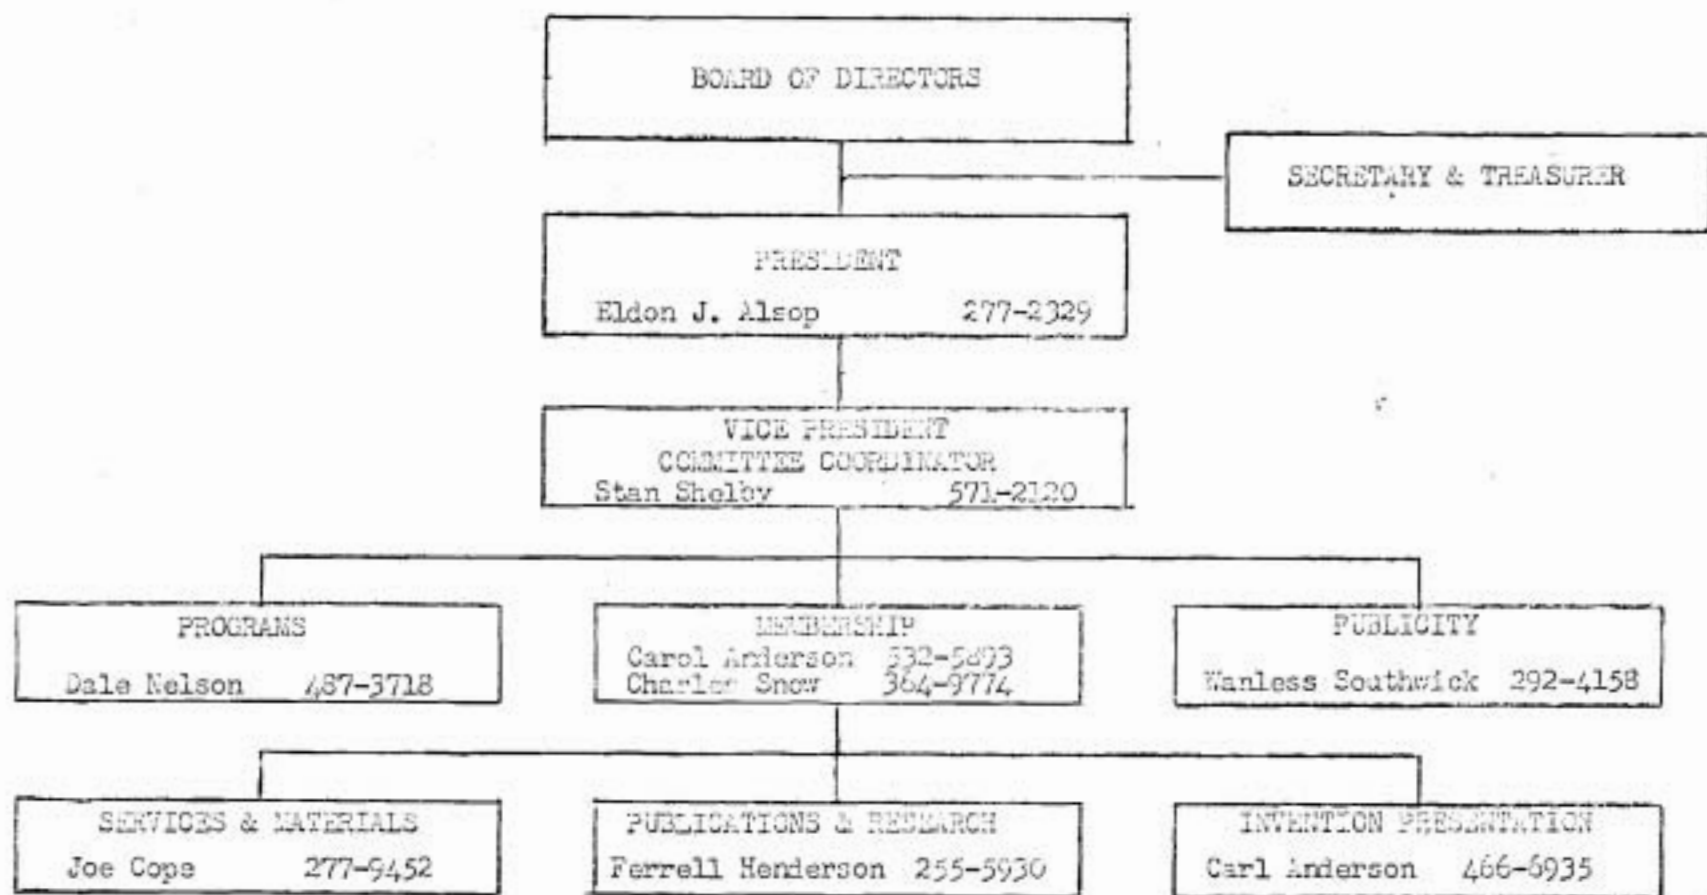 BOARD OF DIRECTORS
SECRETARY & TREASURER
PRESIDENT
Eldon J. Alsop 277-2329
VICE PRESIDENT
COMMITTEE COORDINATOR
Stan Shelby 571-2120
PROGRAMS
Dale Nelson 487-3718
MEMBERSHIP
Carol Anderson
Charles Snow 364-9774
PUBLICITY
Wanless Southwick 292-4158
SERVICES & MATERIALS
Joe Cope 277-9452
PUBLICATIONS & RESEARCH
Ferrell Henderson 255-5930
INVENTION PRESENTATION
Carl Anderson 466-6935